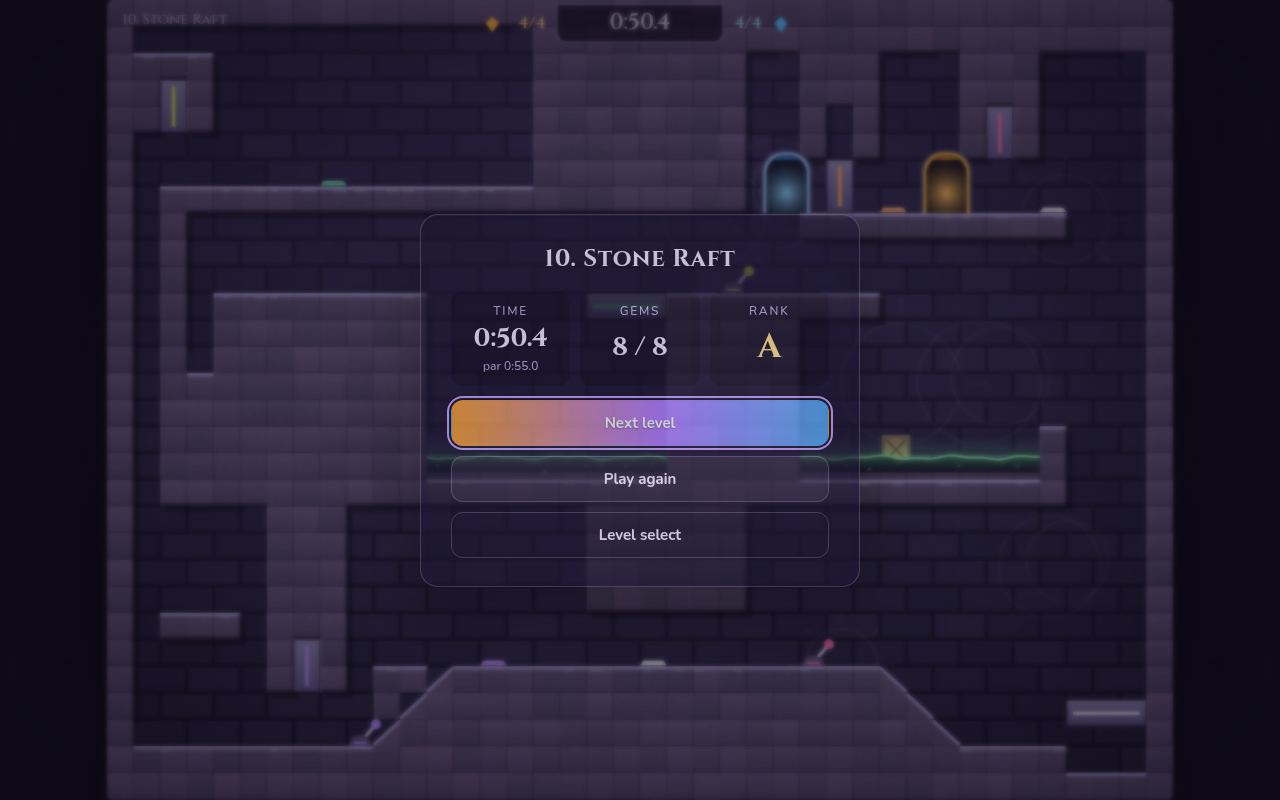 10. Stone Raft
4/4 0:50.4 4/4
10. Stone Raft
TIME GEMS RANK
0:50.4 8 / 8 A
par 0:55.0
Next level
Play again
Level select